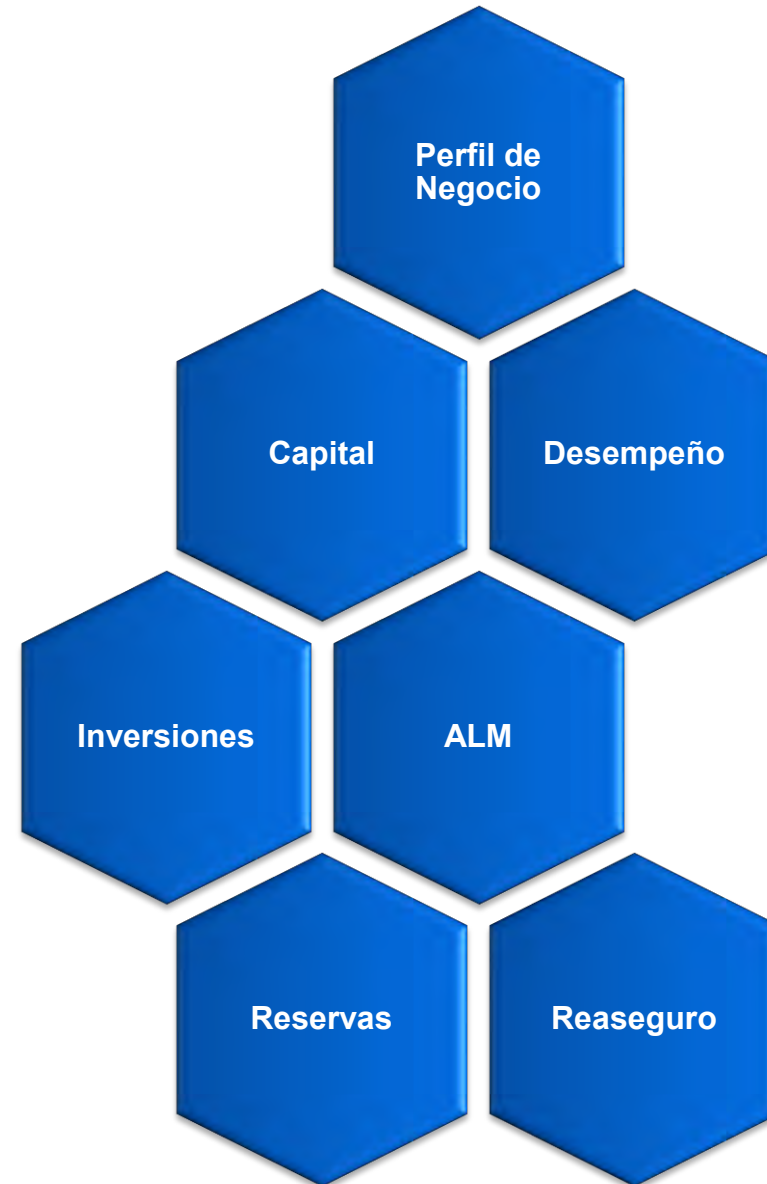 Perfil de
Negocio
Capital
Desempeño
Inversiones
ALM
Reservas
Reaseguro